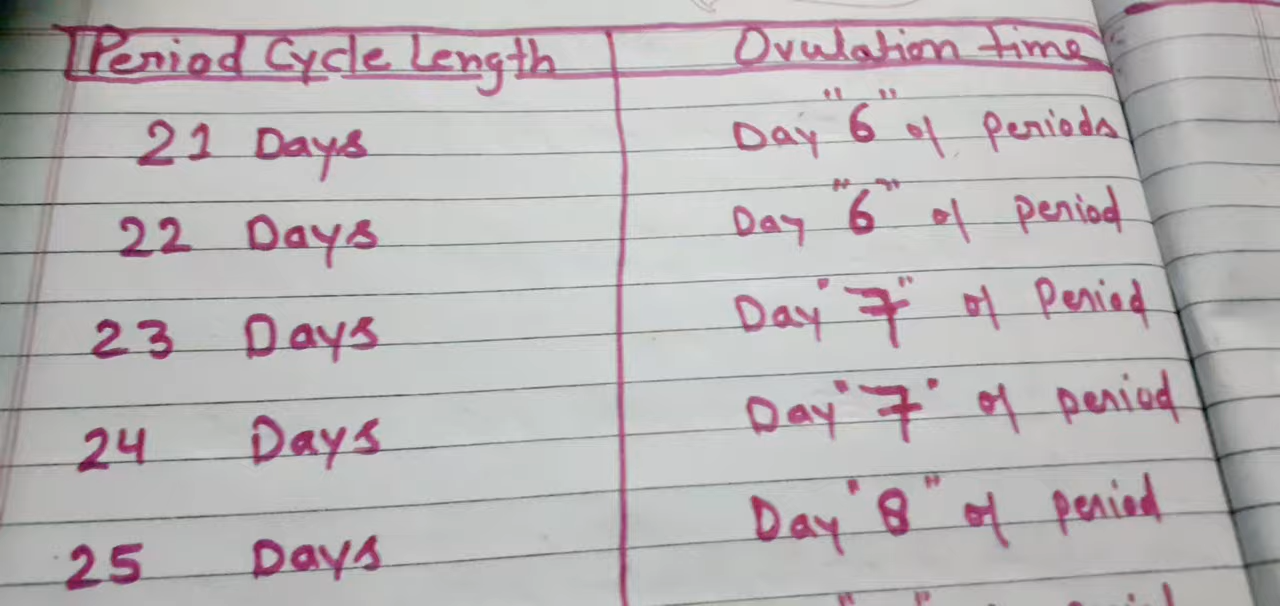 Period Cycle Length Ovulation time
21 Days Day "6" of periods
22 Days Day "6" of period
23 Days Day "7" of Period
24 Days Day "7" of period
25 Days Day "8" of period